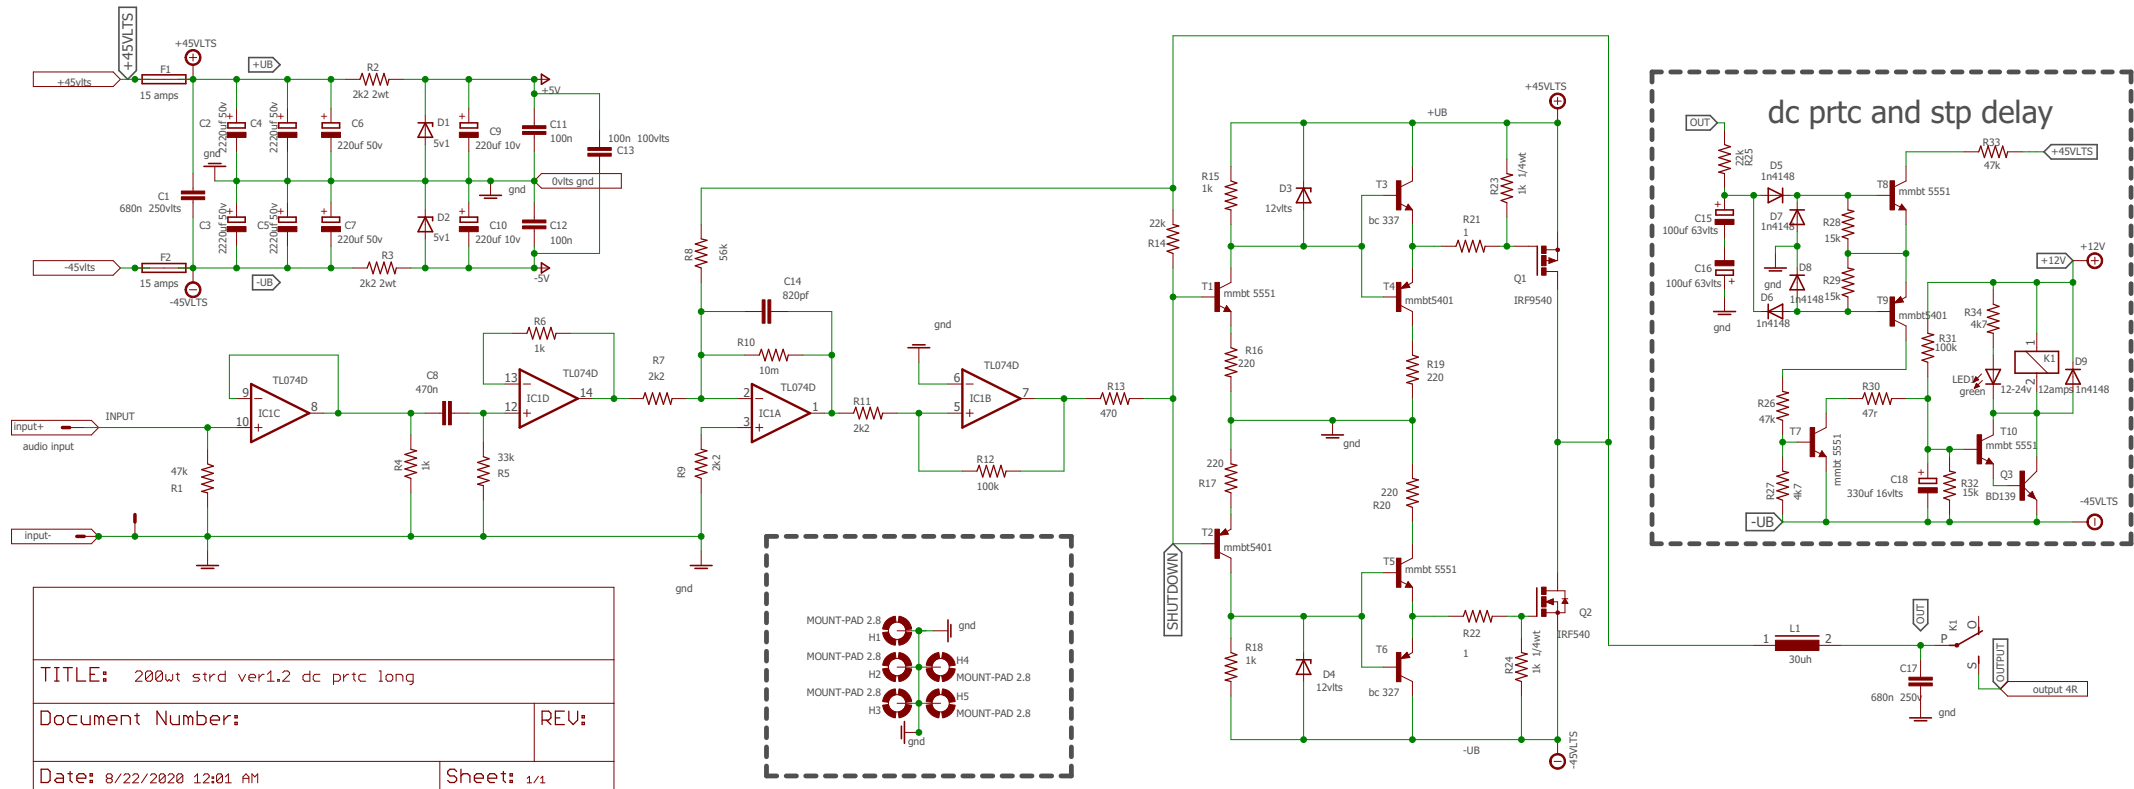 +45VLTS
+45vlts
F1
15 amps
+45VLTS
+UB
R2
2k2 2wt
+5V
C2
2220uf 50v
C4
2220uf 50v
C6
220uf 50v
D1
5v1
C9
220uf 10v
C11
100n
100n 100vlts
C13
gnd
C1
680n 250vlts
gnd
0vlts gnd
C3
2220uf 50v
C5
2220uf 50v
C7
220uf 50v
D2
5v1
C10
220uf 10v
C12
100n
-45vlts
F2
15 amps
-45VLTS
-UB
R3
2k2 2wt
-5V
input+
audio input
INPUT
47k
R1
9
10
8
TL074D
IC1C
R4
1k
C8
470n
33k
R5
R6
1k
13
12
14
TL074D
IC1D
R7
2k2
R8
56k
C14
820pf
R10
10m
2
3
1
TL074D
IC1A
R9
2k2
gnd
R11
2k2
gnd
6
5
7
TL074D
IC1B
R12
100k
R13
470
input-
22k
R14
SHUTDOWN
R15
1k
D3
12vlts
T1
mmbt 5551
R16
220
220
R17
T2
mmbt5401
R18
1k
D4
12vlts
gnd
+UB
T3
bc 337
T4
mmbt5401
R19
220
220
R20
T5
mmbt 5551
T6
bc 327
R21
1
R23
1k 1/4wt
+45VLTS
Q1
IRF9540
R22
1
R24
1k 1/4wt
Q2
IRF540
-UB
-45VLTS
dc prtc and stp delay
OUT
22k
R25
C15
100uf 63vlts
C16
100uf 63vlts
gnd
D5
1n4148
D7
1n4148
gnd
D8
1n4148
D6
1n4148
R28
15k
R29
15k
T8
mmbt 5551
T9
mmbt5401
R33
47k
+45VLTS
+12V
+12V
R31
100k
R34
4k7
LED1
green
K1
1
2
12-24v
12amps
D9
1n4148
R26
47k
R27
4k7
T7
mmbt 5551
R30
47r
C18
330uf 16vlts
R32
15k
T10
mmbt 5551
Q3
BD139
-UB
-45VLTS
1
L1
2
30uh
OUT
C17
680n 250v
gnd
K1
P
O
S
OUTPUT
output 4R
MOUNT-PAD 2.8
H1
gnd
MOUNT-PAD 2.8
H2
H4
MOUNT-PAD 2.8
MOUNT-PAD 2.8
H3
H5
MOUNT-PAD 2.8
gnd
TITLE: 200wt strd ver1.2 dc prtc long
Document Number:
REV:
Date: 8/22/2020 12:01 AM
Sheet: 1/1